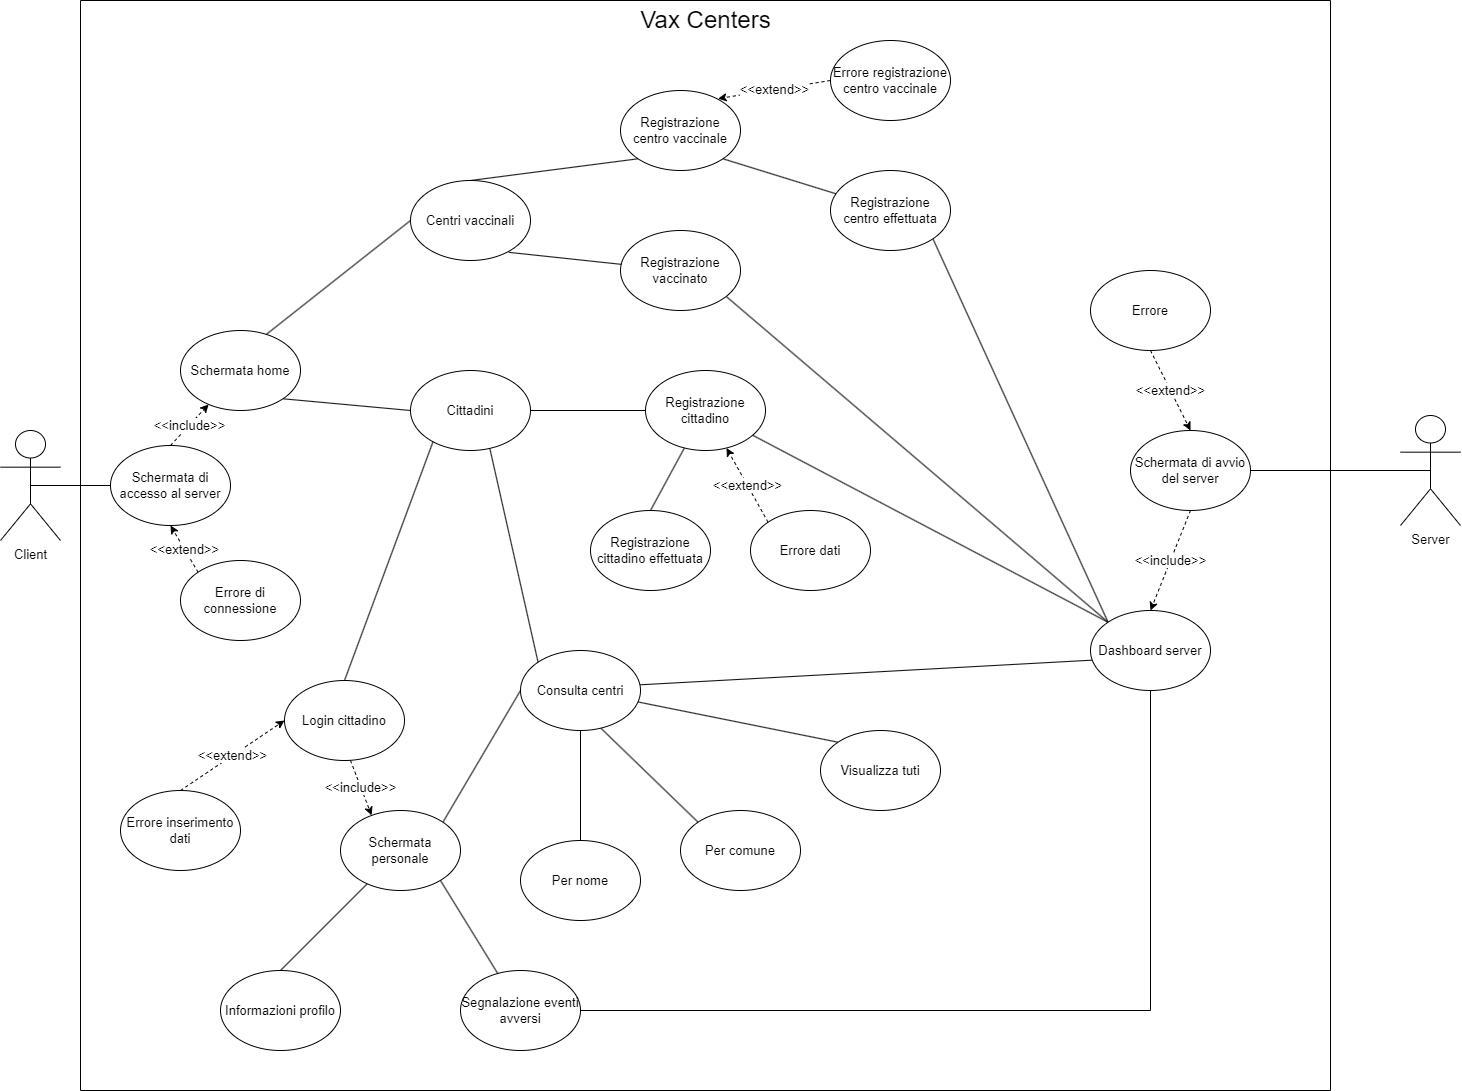 Vax Centers
Errore registrazione
centro vaccinale
<<extend>>
Registrazione
centro vaccinale
Registrazione
centro effettuata
Centri vaccinali
Registrazione
vaccinato
Errore
Schermata home
<<extend>>
Cittadini
Registrazione
cittadino
<<include>>
Schermata di
accesso al server
Schermata di avvio
del server
<<extend>>
Client
Server
<<extend>>
Registrazione
cittadino effettuata
Errore dati
<<include>>
Errore di
connessione
Dashboard server
Consulta centri
Login cittadino
<<extend>>
Visualizza tuti
<<include>>
Errore inserimento
dati
Schermata
personale
Per comune
Per nome
Informazioni profilo
Segnalazione eventi
avversi